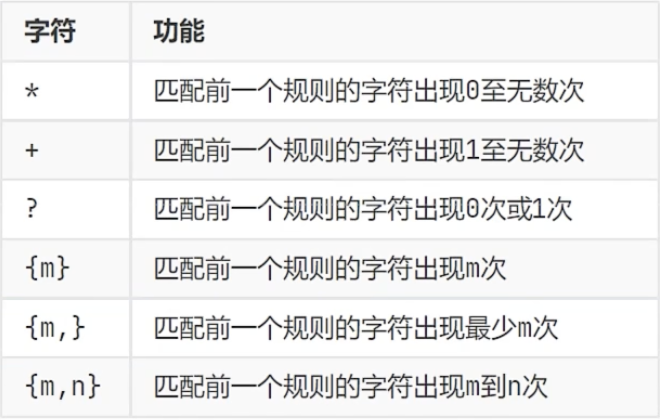 字符 功能
* 匹配前一个规则的字符出现0至无数次
+ 匹配前一个规则的字符出现1至无数次
? 匹配前一个规则的字符出现0次或1次
{m} 匹配前一个规则的字符出现m次
{m,} 匹配前一个规则的字符出现最少m次
{m,n} 匹配前一个规则的字符出现m到n次